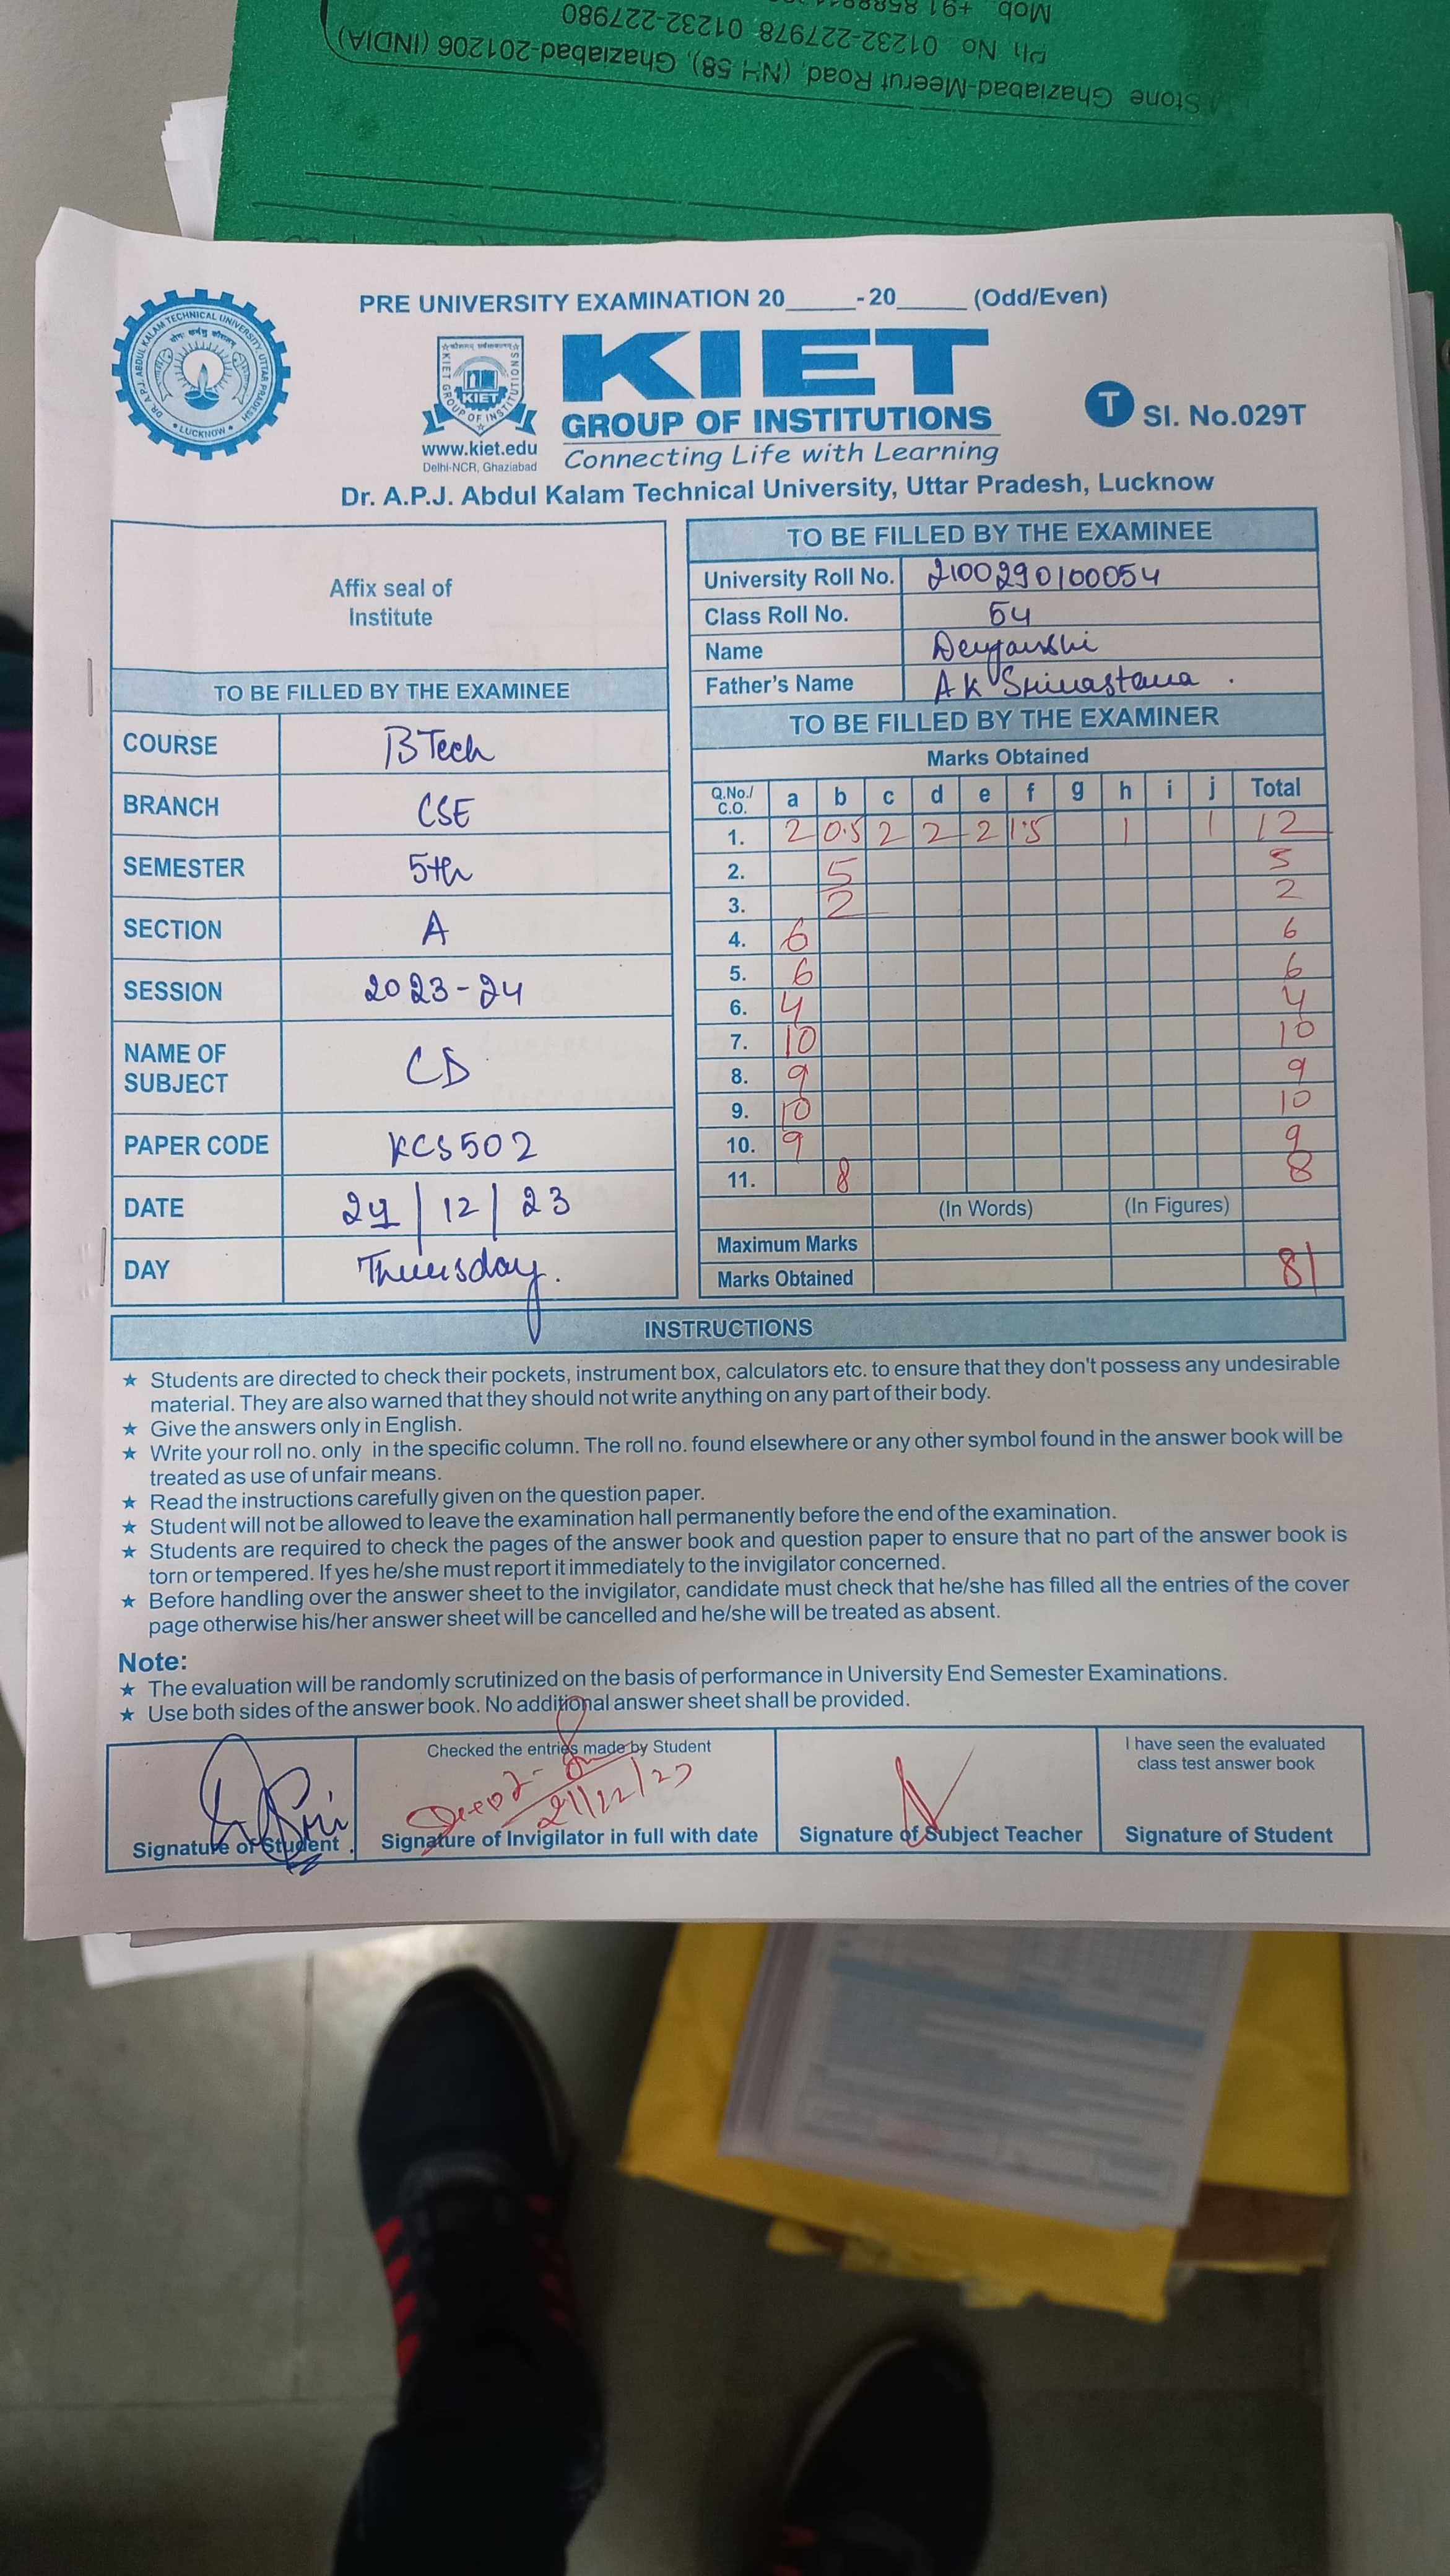 Stone Ghaziabad-Meerut Road, (NH 58), Ghaziabad-201206 (INDIA)
Ph. No. 01232-227978, 01232-227980
Mob. +91
PRE UNIVERSITY EXAMINATION 20_____-20_____ (Odd/Even)
DR. A.P.J. ABDUL KALAM TECHNICAL UNIVERSITY UTTAR PRADESH
LUCKNOW
KIET GROUP OF INSTITUTIONS
KIET
www.kiet.edu
Delhi-NCR, Ghaziabad
KIET
GROUP OF INSTITUTIONS
Connecting Life with Learning
T Sl. No.029T
Dr. A.P.J. Abdul Kalam Technical University, Uttar Pradesh, Lucknow
Affix seal of
Institute
TO BE FILLED BY THE EXAMINEE
COURSE BTech
BRANCH CSE
SEMESTER 5th
SECTION A
SESSION 2023-24
NAME OF
SUBJECT CD
PAPER CODE KCS502
DATE 21/12/23
DAY Thursday.
TO BE FILLED BY THE EXAMINEE
University Roll No. 2100290100054
Class Roll No. 54
Name Devyanshi
Father's Name AK Srivastava .
TO BE FILLED BY THE EXAMINER
Marks Obtained
Q.No./ C.O. a b c d e f g h i j Total
1. 2 0.5 2 2 2 1.5 1 1 12
2. 5 5
3. 2 2
4. 6 6
5. 6 6
6. 4 4
7. 10 10
8. 9 9
9. 10 10
10. 9 9
11. 8 8
(In Words) (In Figures)
Maximum Marks
Marks Obtained 81
INSTRUCTIONS
★ Students are directed to check their pockets, instrument box, calculators etc. to ensure that they don't possess any undesirable
material. They are also warned that they should not write anything on any part of their body.
★ Give the answers only in English.
★ Write your roll no. only in the specific column. The roll no. found elsewhere or any other symbol found in the answer book will be
treated as use of unfair means.
★ Read the instructions carefully given on the question paper.
★ Student will not be allowed to leave the examination hall permanently before the end of the examination.
★ Students are required to check the pages of the answer book and question paper to ensure that no part of the answer book is
torn or tempered. If yes he/she must report it immediately to the invigilator concerned.
★ Before handling over the answer sheet to the invigilator, candidate must check that he/she has filled all the entries of the cover
page otherwise his/her answer sheet will be cancelled and he/she will be treated as absent.
Note:
★ The evaluation will be randomly scrutinized on the basis of performance in University End Semester Examinations.
★ Use both sides of the answer book. No additional answer sheet shall be provided.
Signature of Student
Checked the entries made by Student
21/12/23
Signature of Invigilator in full with date
Signature of Subject Teacher
I have seen the evaluated
class test answer book
Signature of Student